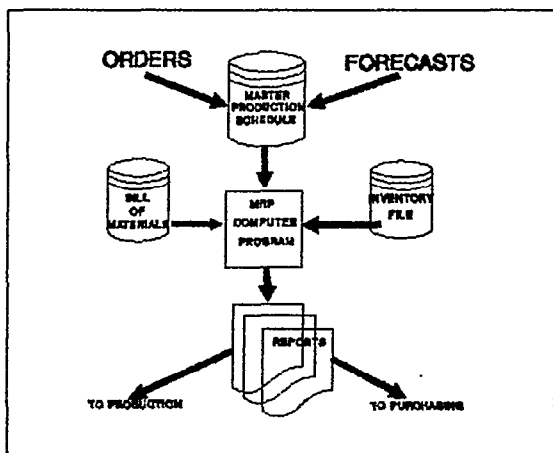 ORDERS
FORECASTS
MASTER
PRODUCTION
SCHEDULE
BILL
OF
MATERIALS
MRP
COMPUTER
PROGRAM
INVENTORY
FILE
REPORTS
TO PRODUCTION
TO PURCHASING